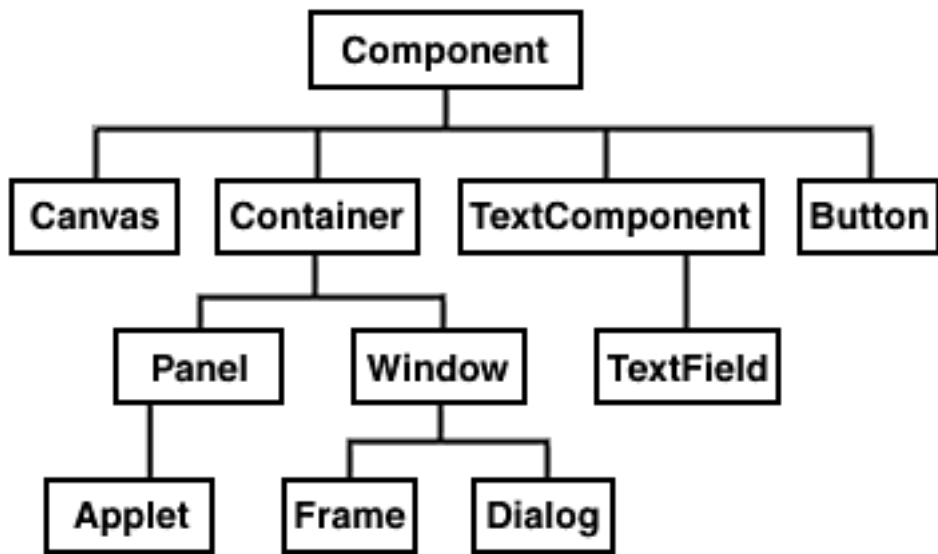 Component
Canvas
Container
TextComponent
Button
Panel
Window
TextField
Applet
Frame
Dialog